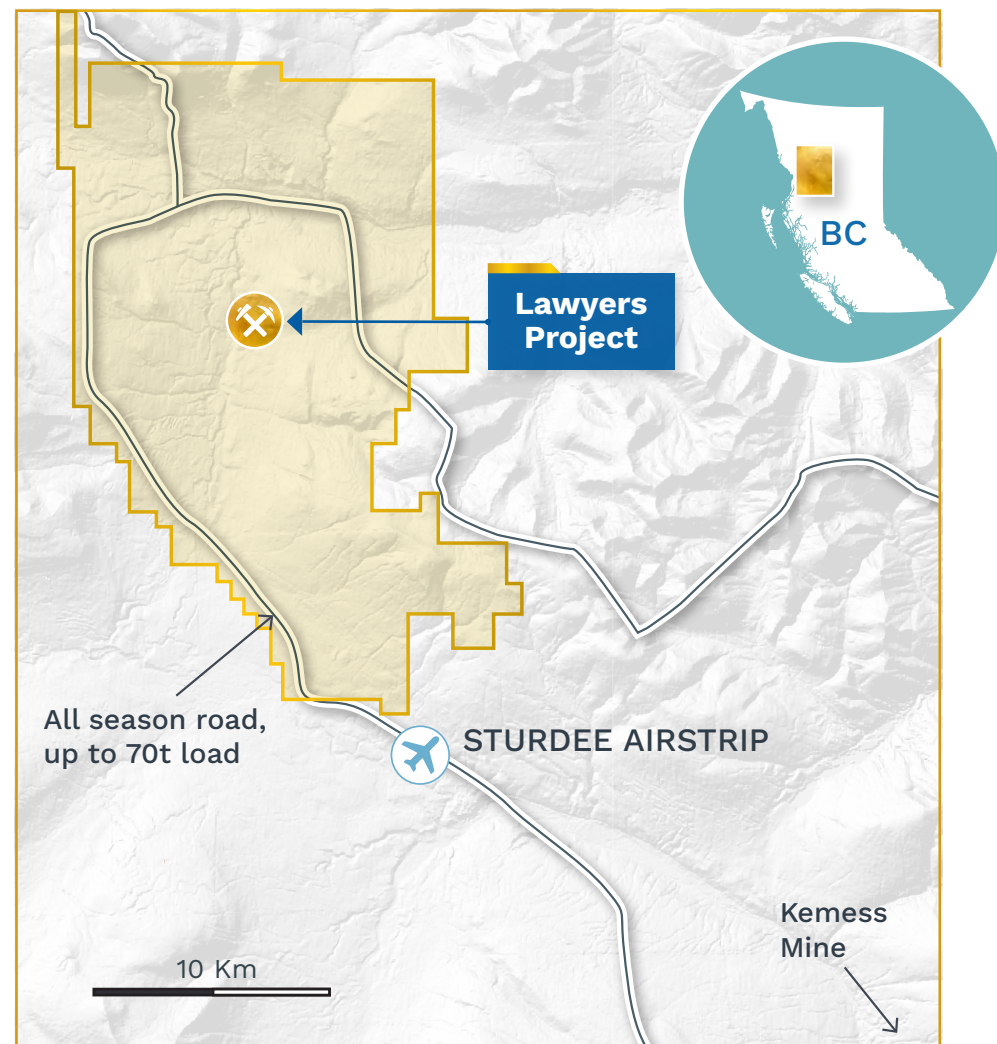 BC
Lawyers
Project
All season road,
up to 70t load
STURDEE AIRSTRIP
Kemess
Mine
10 Km